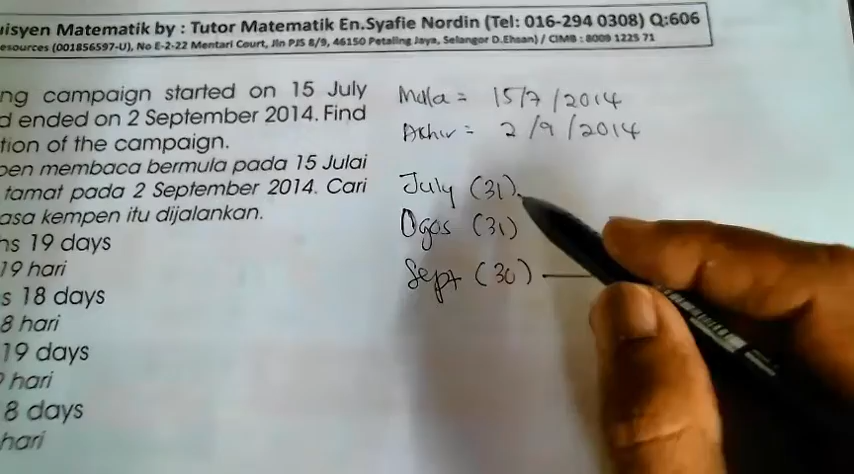 uisyen Matematik by : Tutor Matematik En.Syafie Nordin (Tel: 016-294 0308) Q:606
esources (001856597-U), No E-2-22 Mentari Court, Jln PJS 8/9, 46150 Petaling Jaya, Selangor D.Ehsan) / CIMB : 8009 1225 71
ng campaign started on 15 July
d ended on 2 September 2014. Find
tion of the campaign.
pen membaca bermula pada 15 Julai
tamat pada 2 September 2014. Cari
asa kempen itu dijalankan.
hs 19 days
19 hari
s 18 days
8 hari
19 days
hari
8 days
hari
Mula = 15/7/2014
Akhir = 2/9/2014
July (31)
Ogos (31)
Sept (30)